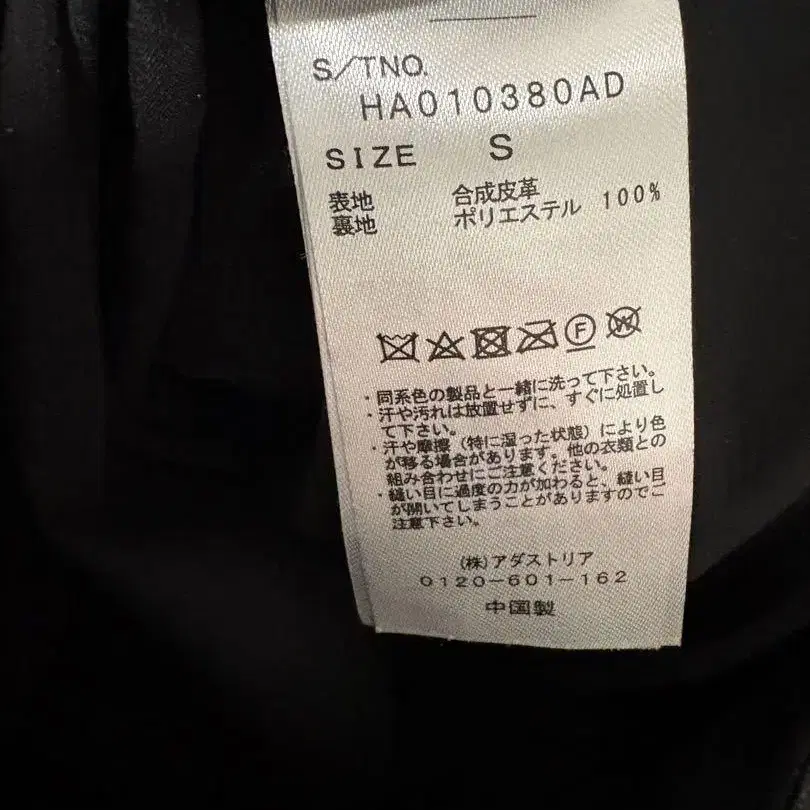 S/TNO.
HA010380AD
SIZE S
表地 合成皮革
裏地 ポリエステル 100%
・同系色の製品と一緒に洗って下さい。
・汗や汚れは放置せずに、すぐに処置し
て下さい。
・汗や摩擦（特に湿った状態）により色
が移る場合があります。他の衣類との
組み合わせにご注意ください。
・縫い目に過度の力が加わると、縫い目
が開いてしまうことがありますのでご
注意下さい。
(株)アダストリア
0120-601-162
中国製